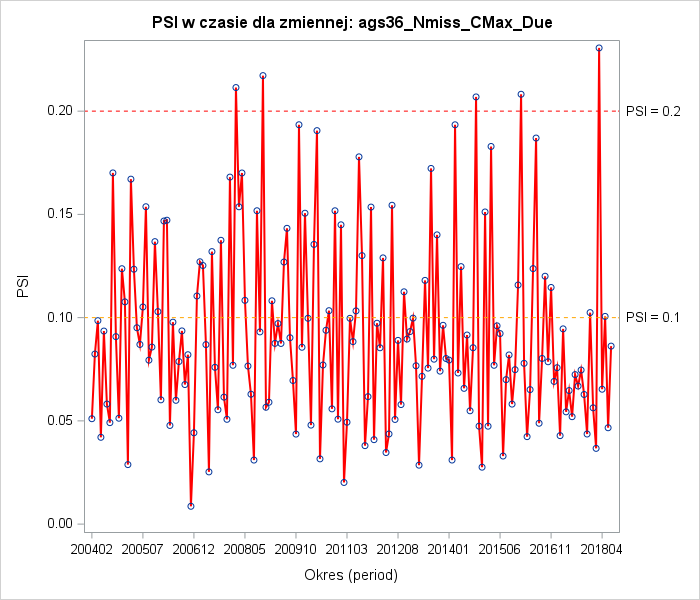 PSI w czasie dla zmiennej: ags36_Nmiss_CMax_Due
0.20
PSI = 0.2
0.15
PSI
0.10
PSI = 0.1
0.05
0.00
200402 200507 200612 200805 200910 201103 201208 201401 201506 201611 201804
Okres (period)